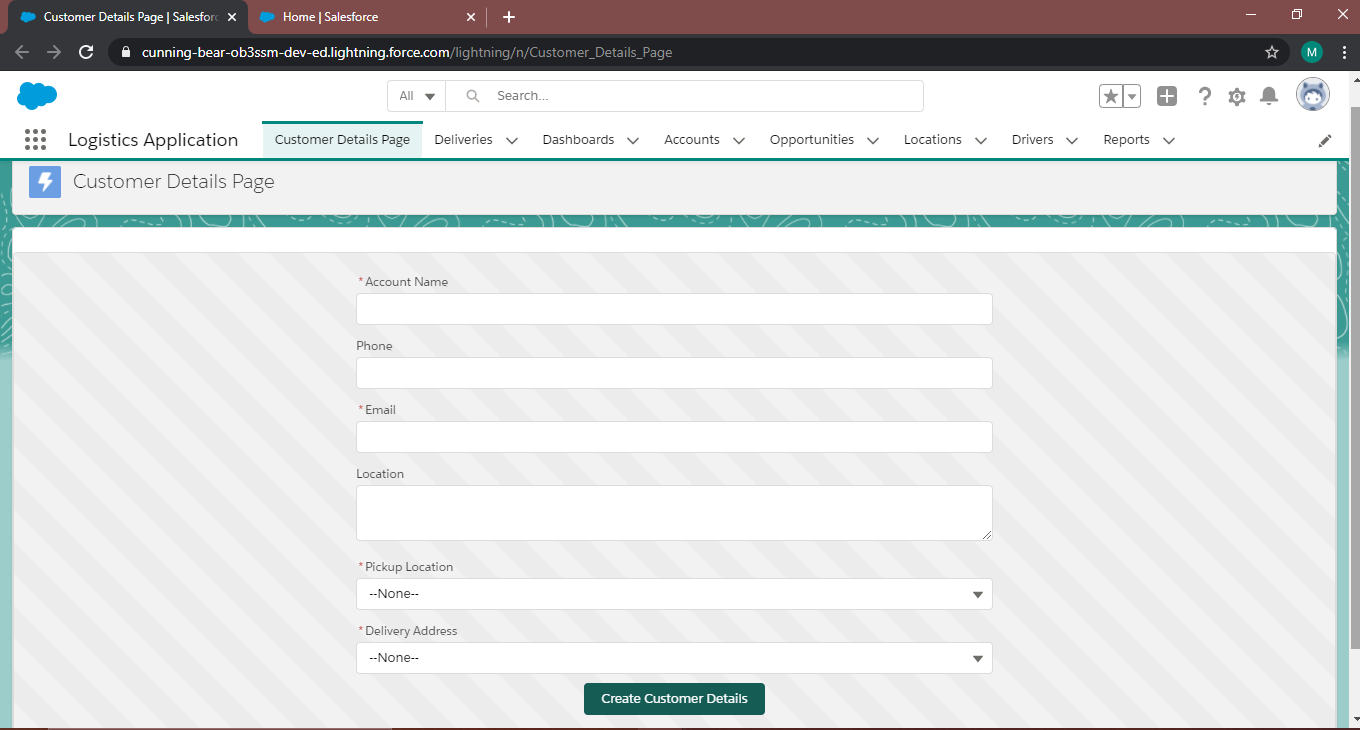 Customer Details Page | Salesforc
Home | Salesforce
cunning-bear-ob3ssm-dev-ed.lightning.force.com/lightning/n/Customer_Details_Page
M
All
Search...
Logistics Application
Customer Details Page
Deliveries
Dashboards
Accounts
Opportunities
Locations
Drivers
Reports
Customer Details Page
*Account Name
Phone
*Email
Location
*Pickup Location
--None--
*Delivery Address
--None--
Create Customer Details